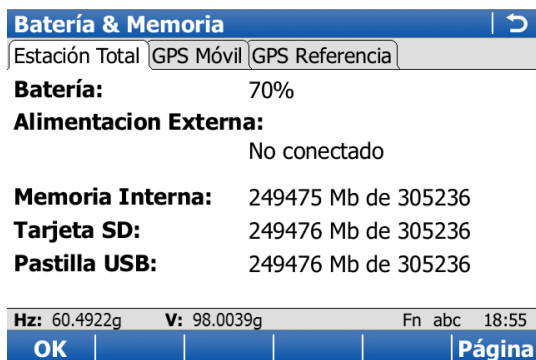 Batería & Memoria
Estación Total GPS Móvil GPS Referencia
Batería: 70%
Alimentacion Externa:
No conectado
Memoria Interna: 249475 Mb de 305236
Tarjeta SD: 249476 Mb de 305236
Pastilla USB: 249476 Mb de 305236
Hz: 60.4922g V: 98.0039g Fn abc 18:55
OK Página